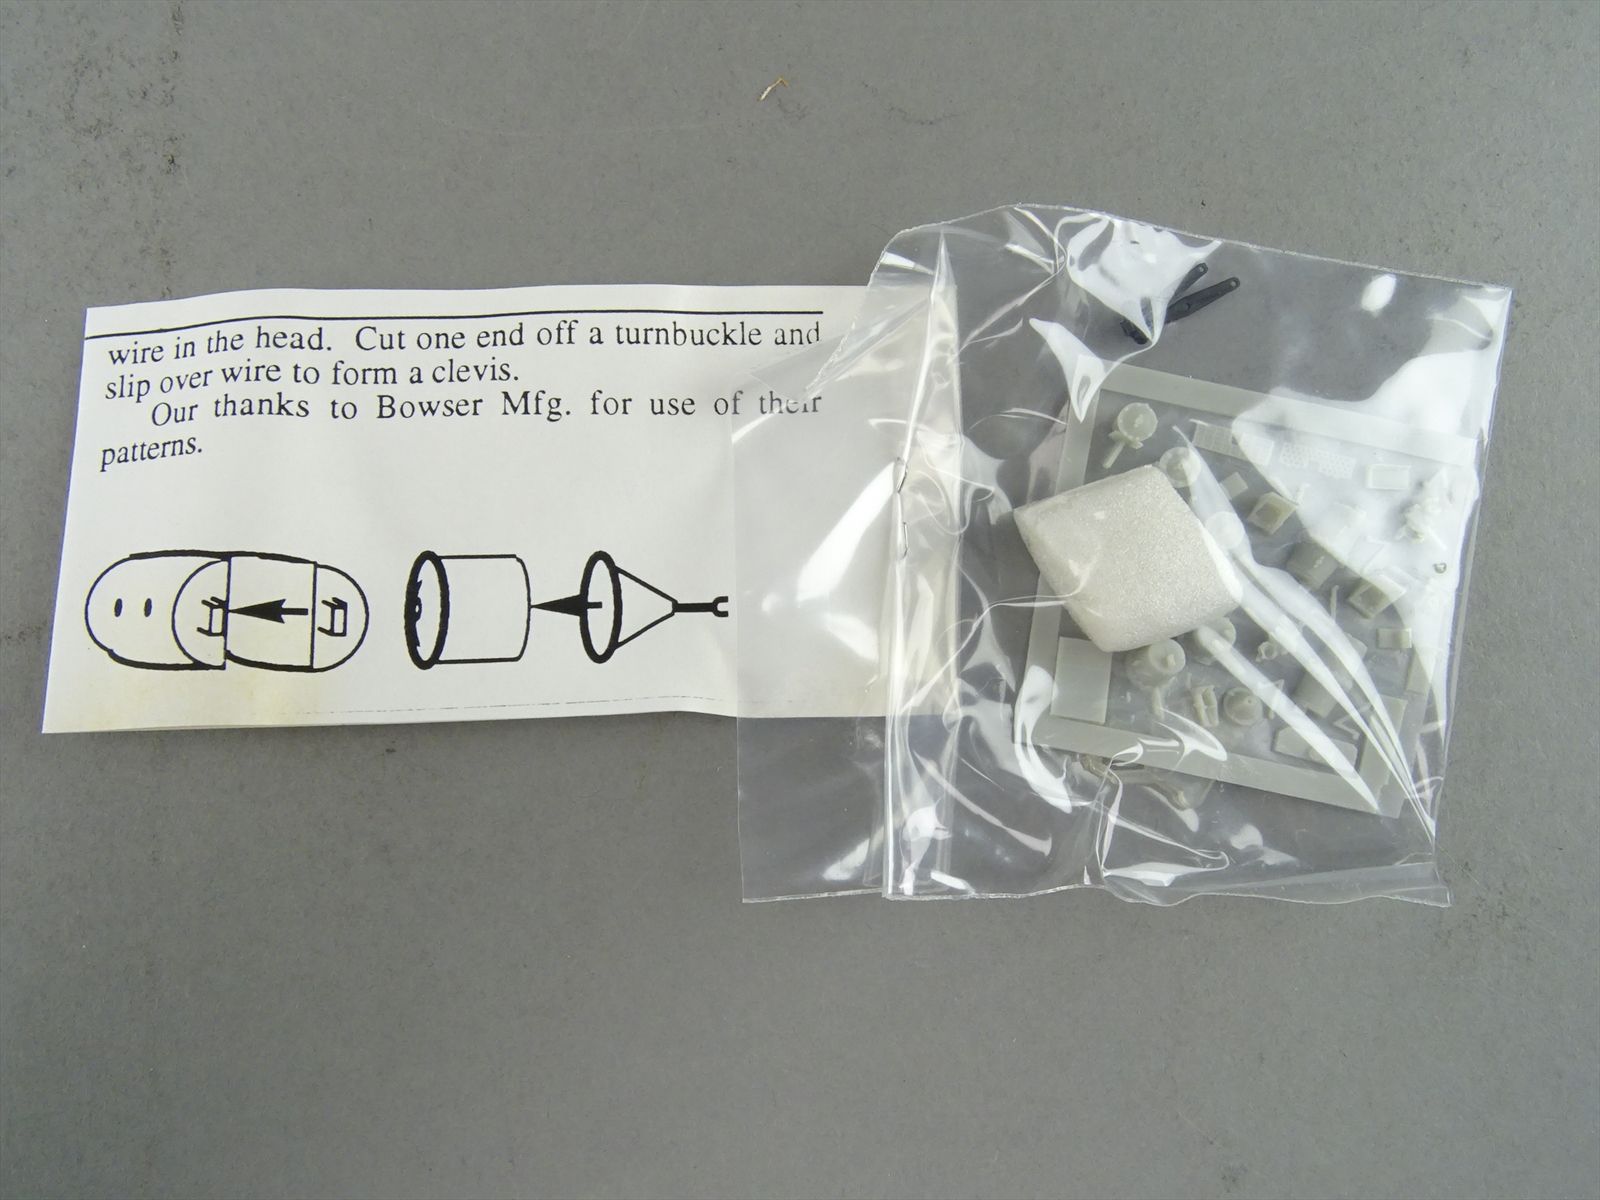 wire in the head. Cut one end off a turnbuckle and
slip over wire to form a clevis.
Our thanks to Bowser Mfg. for use of their
patterns.